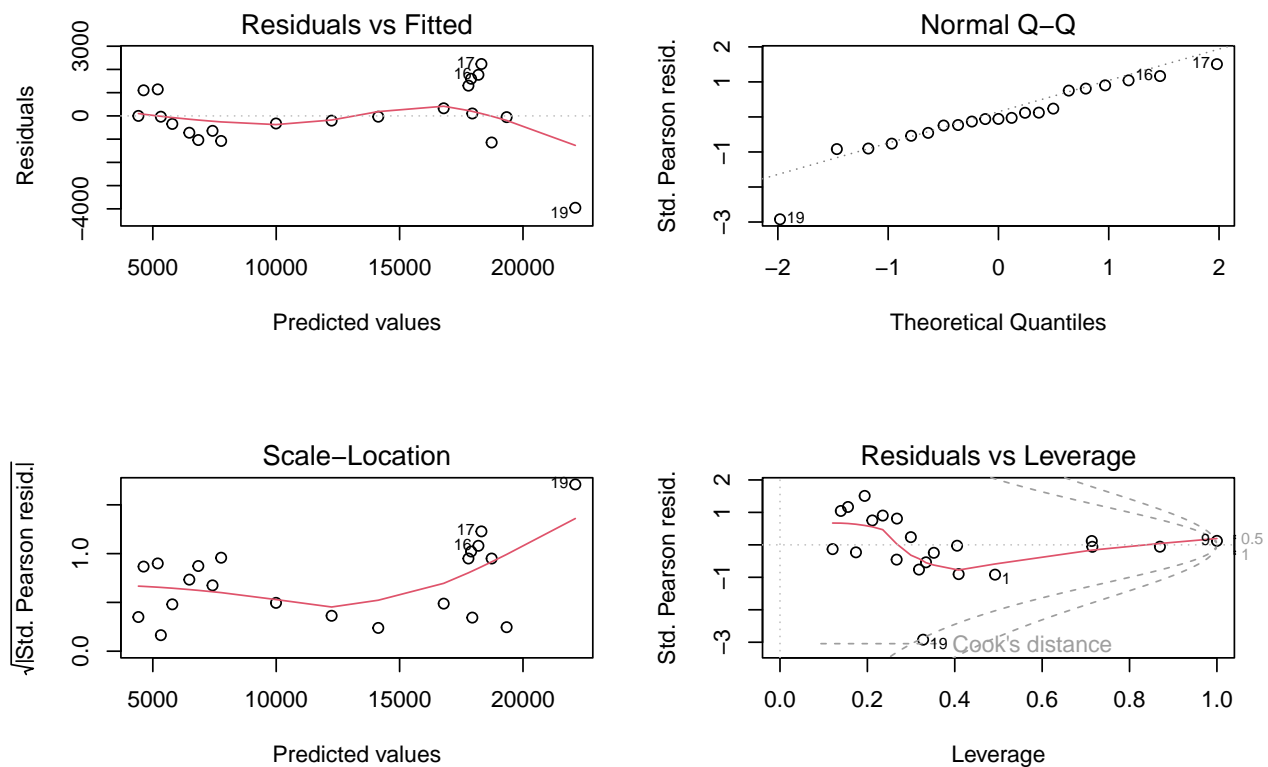 Residuals vs Fitted
Residuals
3000
0
−4000
17
16
19
5000 10000 15000 20000
Predicted values
Normal Q−Q
Std. Pearson resid.
2
1
−1
−3
16
17
19
−2 −1 0 1 2
Theoretical Quantiles
Scale−Location
√|Std. Pearson resid.|
1.0
0.0
19
17
16
5000 10000 15000 20000
Predicted values
Residuals vs Leverage
Std. Pearson resid.
2
1
−1
−3
9
1
19
Cook's distance
0.5
1
0.0 0.2 0.4 0.6 0.8 1.0
Leverage